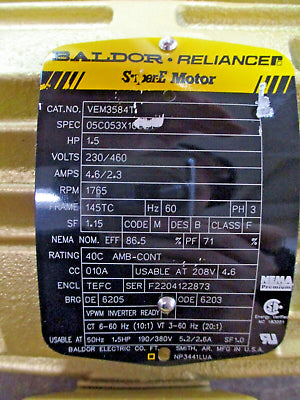 BALDOR · RELIANCE
Super-E Motor
CAT.NO. VEM3584T
SPEC
HP 1.5
VOLTS 230/460
AMPS 4.6/2.3
RPM 1765
FRAME 145TC Hz 60 PH 3
SF 1.15 CODE M DES B CLASS F
NEMA NOM. EFF 86.5 % PF 71 %
RATING 40C AMB-CONT
CC 010A USABLE AT 208V 4.6
NEMA Premium
ENCL TEFC SER F2204122873
BRG DE 6205 ODE 6203
Energy Verified
VPWM INVERTER READY
CT 6-60 Hz (10:1) VT 3-60 Hz (20:1)
USABLE AT 50Hz 1.5HP 190/380V 5.2/2.6A SF1.0
BALDOR ELECTRIC CO. FT. SMITH, AR. MFG. IN U.S.A.
NP3441LUA